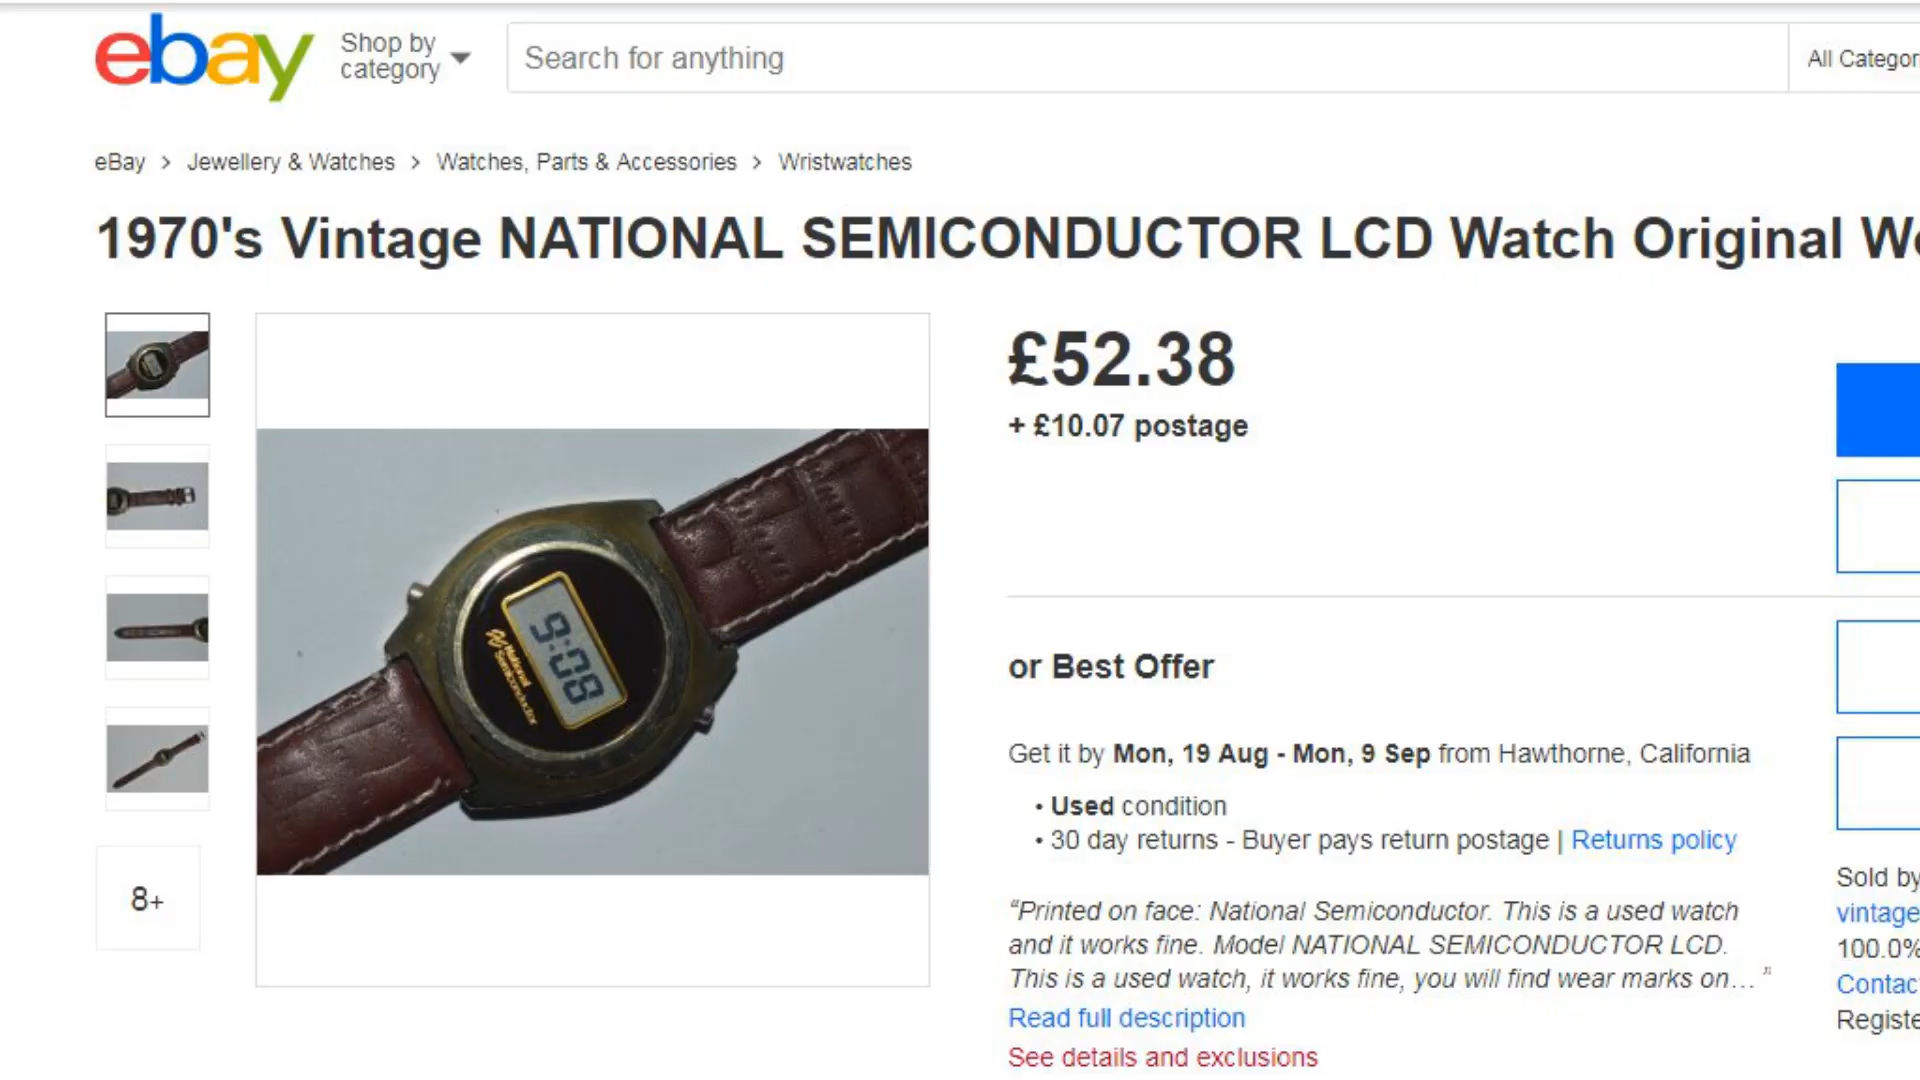 ebay
Shop by
category
Search for anything
All Categor
eBay > Jewellery & Watches > Watches, Parts & Accessories > Wristwatches
1970's Vintage NATIONAL SEMICONDUCTOR LCD Watch Original W
£52.38
+ £10.07 postage
9:08
National
Semiconductor
or Best Offer
Get it by Mon, 19 Aug - Mon, 9 Sep from Hawthorne, California
• Used condition
• 30 day returns - Buyer pays return postage | Returns policy
8+
“Printed on face: National Semiconductor. This is a used watch
and it works fine. Model NATIONAL SEMICONDUCTOR LCD.
This is a used watch, it works fine, you will find wear marks on... ”
Read full description
See details and exclusions
Sold by
vintage
100.0%
Contac
Registe